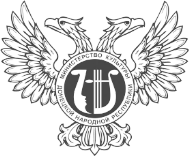 МИНИСТЕРСТВО КУЛЬТУРЫ
ДОНЕЦКОЙ НАРОДНОЙ РЕСПУБЛИКИ